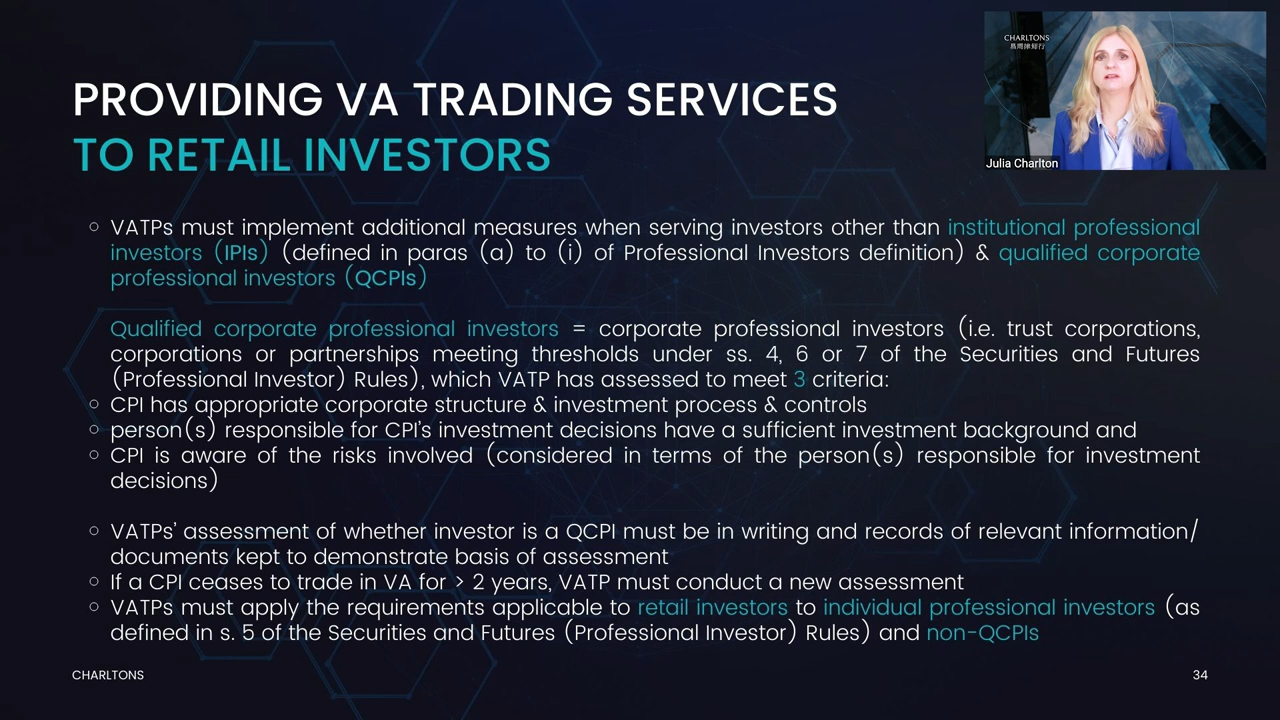 CHARLTONS
易周律師行
Julia Charlton
PROVIDING VA TRADING SERVICES
TO RETAIL INVESTORS
○ VATPs must implement additional measures when serving investors other than institutional professional
investors (IPIs) (defined in paras (a) to (i) of Professional Investors definition) & qualified corporate
professional investors (QCPIs)
Qualified corporate professional investors = corporate professional investors (i.e. trust corporations,
corporations or partnerships meeting thresholds under ss. 4, 6 or 7 of the Securities and Futures
(Professional Investor) Rules), which VATP has assessed to meet 3 criteria:
○ CPI has appropriate corporate structure & investment process & controls
○ person(s) responsible for CPI’s investment decisions have a sufficient investment background and
○ CPI is aware of the risks involved (considered in terms of the person(s) responsible for investment
decisions)
○ VATPs’ assessment of whether investor is a QCPI must be in writing and records of relevant information/
documents kept to demonstrate basis of assessment
○ If a CPI ceases to trade in VA for > 2 years, VATP must conduct a new assessment
○ VATPs must apply the requirements applicable to retail investors to individual professional investors (as
defined in s. 5 of the Securities and Futures (Professional Investor) Rules) and non-QCPIs
CHARLTONS
34